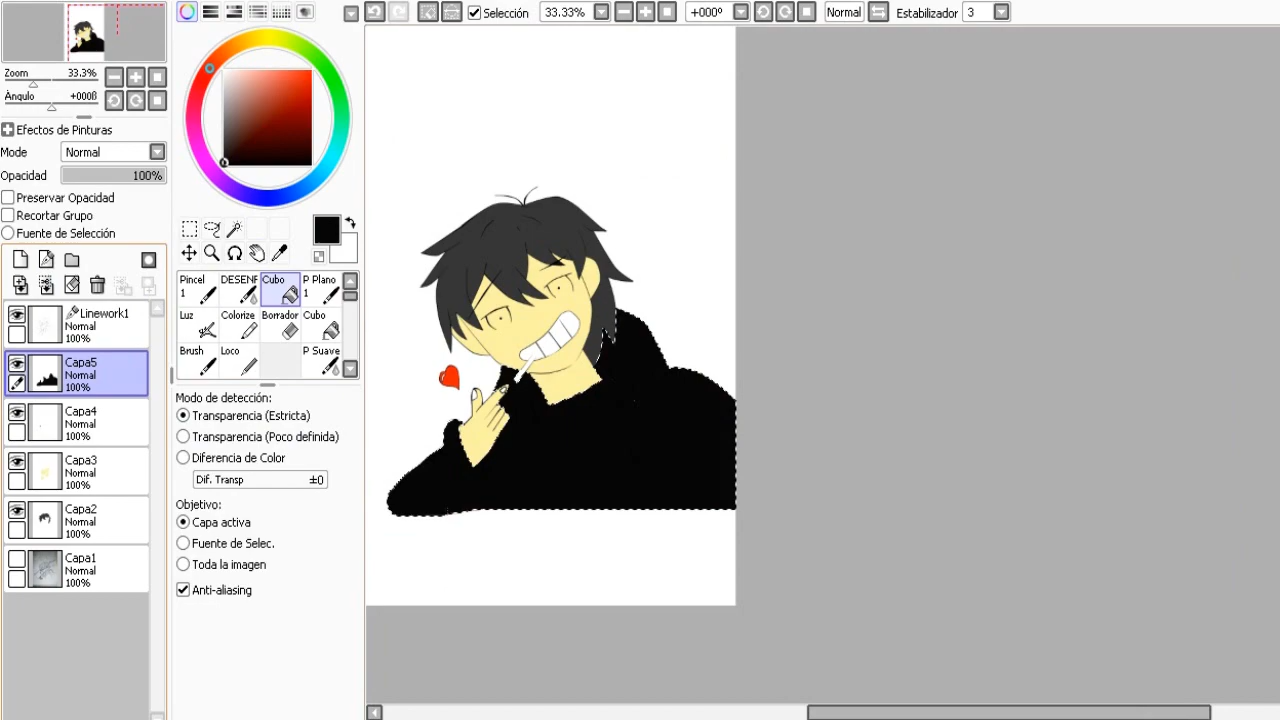 Selección
33.33%
+000º
Normal
Estabilizador
3
Zoom
33.3%
Ángulo
+000ß
Efectos de Pinturas
Mode
Normal
Opacidad
100%
Preservar Opacidad
Recortar Grupo
Fuente de Selección
Linework1
Normal
100%
Capa5
Normal
100%
Capa4
Normal
100%
Capa3
Normal
100%
Capa2
Normal
100%
Capa1
Normal
100%
Pincel
1
DESENF
Cubo
P Plano
1
Luz
Colorize
Borrador
Cubo
Brush
Loco
P Suave
Modo de detección:
Transparencia (Estricta)
Transparencia (Poco definida)
Diferencia de Color
Dif. Transp
±0
Objetivo:
Capa activa
Fuente de Selec.
Toda la imagen
Anti-aliasing